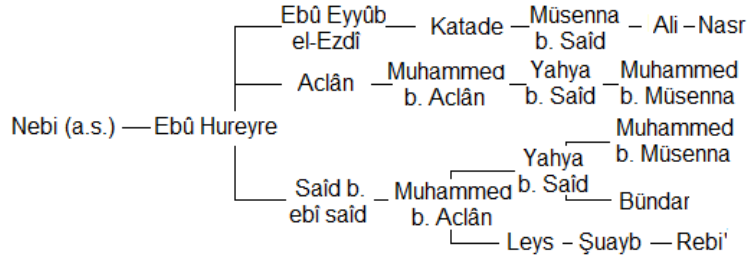 Ebû Eyyûb
el-Ezdî
Katade
Müsenna
b. Saîd
Ali
Nasr
Aclân
Muhammed
b. Aclân
Yahya
b. Saîd
Muhammed
b. Müsenna
Nebi (a.s.)
Ebû Hureyre
Saîd b.
ebî saîd
Muhammed
b. Aclân
Yahya
b. Saîd
Muhammed
b. Müsenna
Bündar
Leys
Şuayb
Rebi'